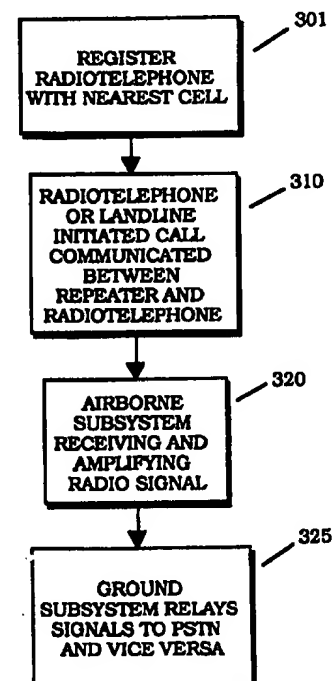 301
REGISTER
RADIOTELEPHONE
WITH NEAREST CELL
310
RADIOTELEPHONE
OR LANDLINE
INITIATED CALL
COMMUNICATED
BETWEEN
REPEATER AND
RADIOTELEPHONE
320
AIRBORNE
SUBSYSTEM
RECEIVING AND
AMPLIFYING
RADIO SIGNAL
325
GROUND
SUBSYSTEM RELAYS
SIGNALS TO PSTN
AND VICE VERSA